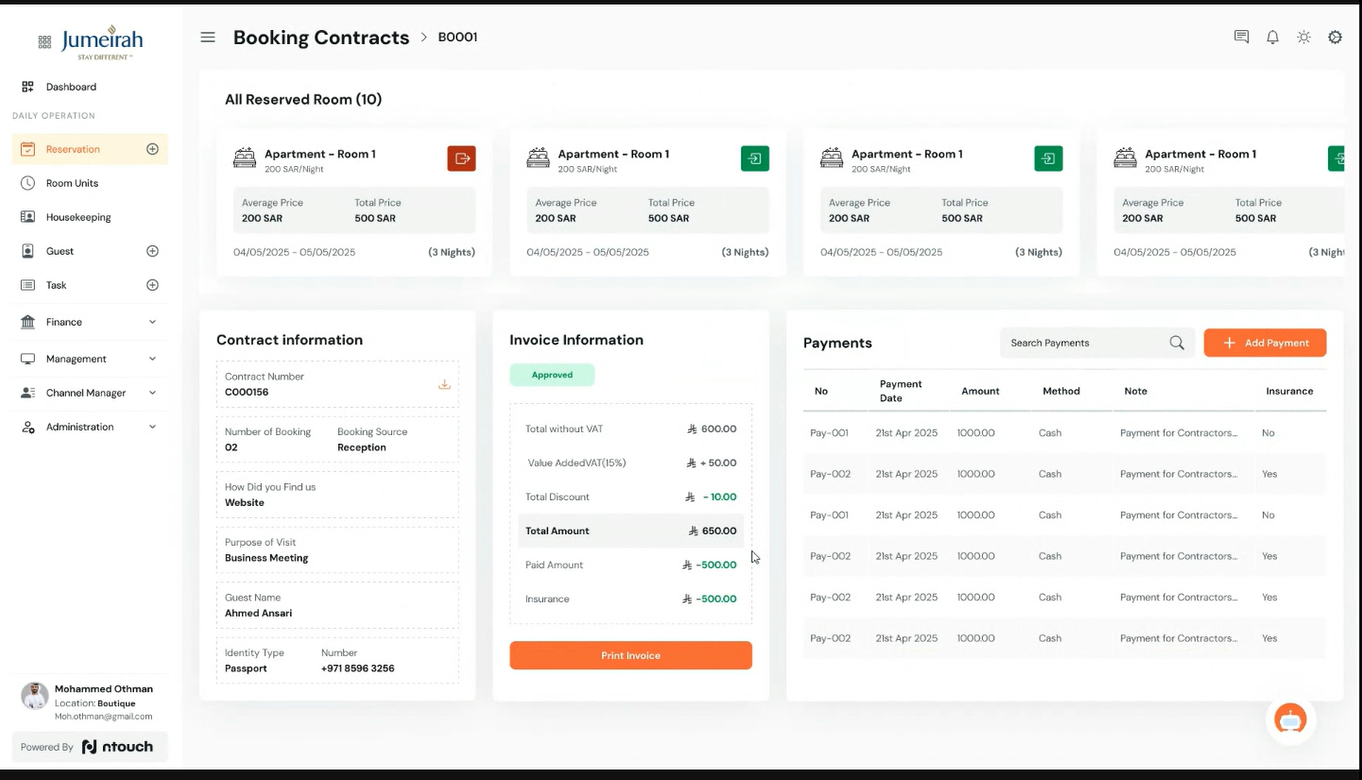 Jumeirah
STAY DIFFERENT™
Dashboard
DAILY OPERATION
Reservation
Room Units
Housekeeping
Guest
Task
Finance
Management
Channel Manager
Administration
Mohammed Othman
Location: Boutique
Moh.othman@gmail.com
Powered By ntouch
Booking Contracts > B0001
All Reserved Room (10)
Apartment - Room 1
200 SAR/Night
Average Price Total Price
200 SAR 500 SAR
04/05/2025 - 05/05/2025 (3 Nights)
Apartment - Room 1
200 SAR/Night
Average Price Total Price
200 SAR 500 SAR
04/05/2025 - 05/05/2025 (3 Nights)
Apartment - Room 1
200 SAR/Night
Average Price Total Price
200 SAR 500 SAR
04/05/2025 - 05/05/2025 (3 Nights)
Apartment - Room 1
200 SAR/Night
Average Price Total Price
200 SAR 500 SAR
04/05/2025 - 05/05/2025 (3 Nigh
Contract information
Contract Number
C000156
Number of Booking Booking Source
02 Reception
How Did you Find us
Website
Purpose of Visit
Business Meeting
Guest Name
Ahmed Ansari
Identity Type Number
Passport +971 8596 3256
Invoice Information
Approved
Total without VAT 600.00
Value AddedVAT(15%) + 50.00
Total Discount - 10.00
Total Amount 650.00
Paid Amount -500.00
Insurance -500.00
Print Invoice
Payments
Search Payments
+ Add Payment
No Payment Date Amount Method Note Insurance
Pay-001 21st Apr 2025 1000.00 Cash Payment for Contractors... No
Pay-002 21st Apr 2025 1000.00 Cash Payment for Contractors... Yes
Pay-001 21st Apr 2025 1000.00 Cash Payment for Contractors... No
Pay-002 21st Apr 2025 1000.00 Cash Payment for Contractors... Yes
Pay-002 21st Apr 2025 1000.00 Cash Payment for Contractors... Yes
Pay-002 21st Apr 2025 1000.00 Cash Payment for Contractors... Yes